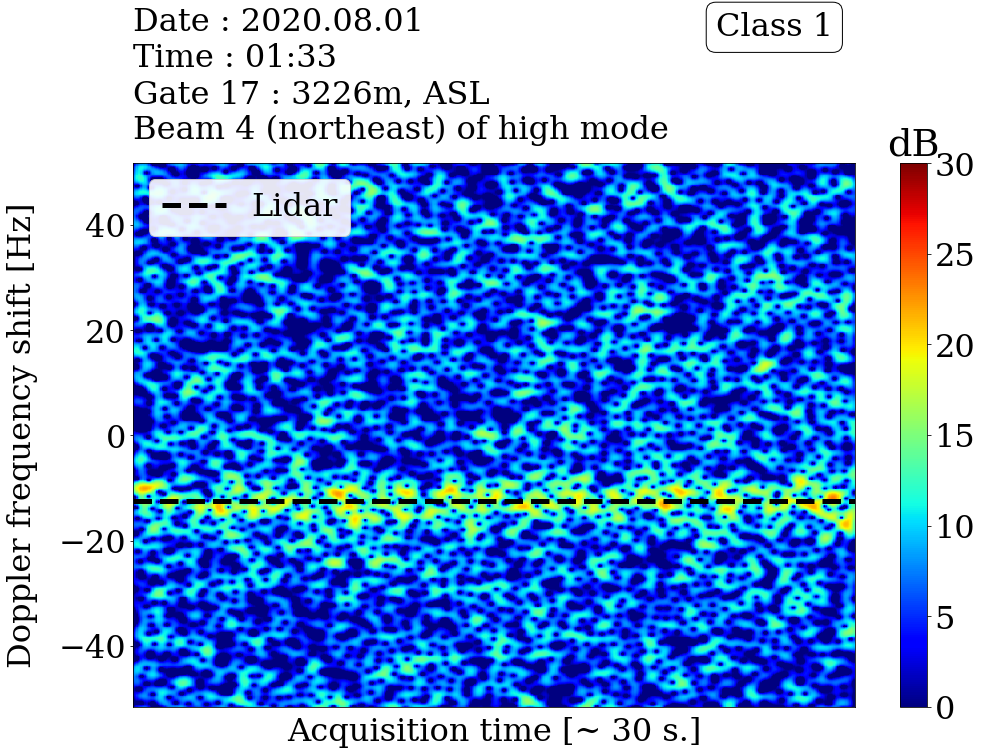 Date : 2020.08.01
Time : 01:33
Gate 17 : 3226m, ASL
Beam 4 (northeast) of high mode
Class 1
dB
Lidar
Doppler frequency shift [Hz]
40
20
0
−20
−40
Acquisition time [~ 30 s.]
30
25
20
15
10
5
0